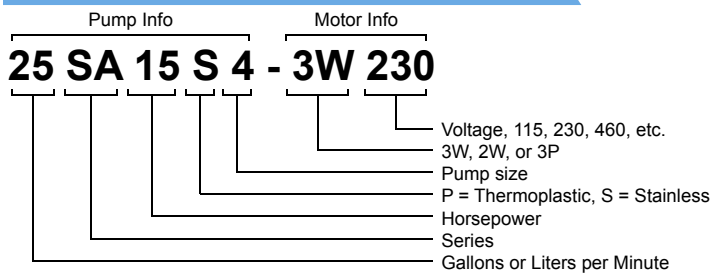 Pump Info Motor Info
25 SA 15 S 4 - 3W 230
Voltage, 115, 230, 460, etc.
3W, 2W, or 3P
Pump size
P = Thermoplastic, S = Stainless
Horsepower
Series
Gallons or Liters per Minute